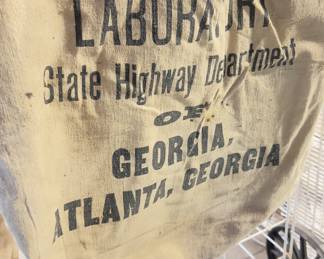 LABORATORY
State Highway Department
OF
GEORGIA,
ATLANTA, GEORGIA